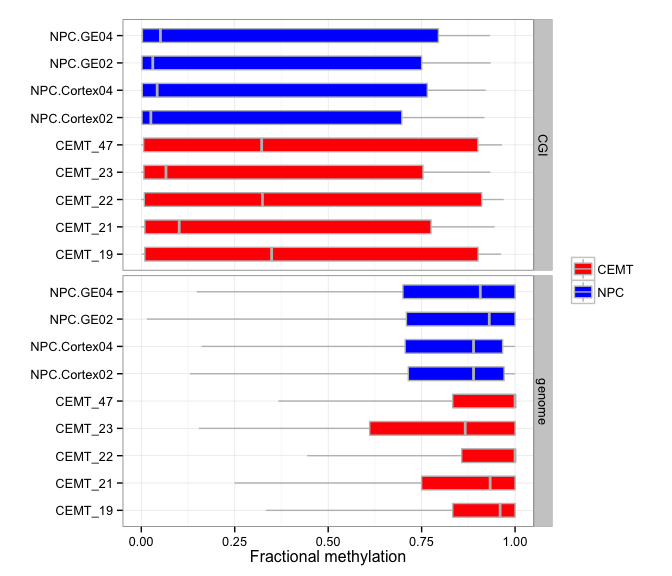 NPC.GE04
NPC.GE02
NPC.Cortex04
NPC.Cortex02
CEMT_47
CEMT_23
CEMT_22
CEMT_21
CEMT_19
CGI
NPC.GE04
NPC.GE02
NPC.Cortex04
NPC.Cortex02
CEMT_47
CEMT_23
CEMT_22
CEMT_21
CEMT_19
genome
0.00 0.25 0.50 0.75 1.00
Fractional methylation
CEMT
NPC